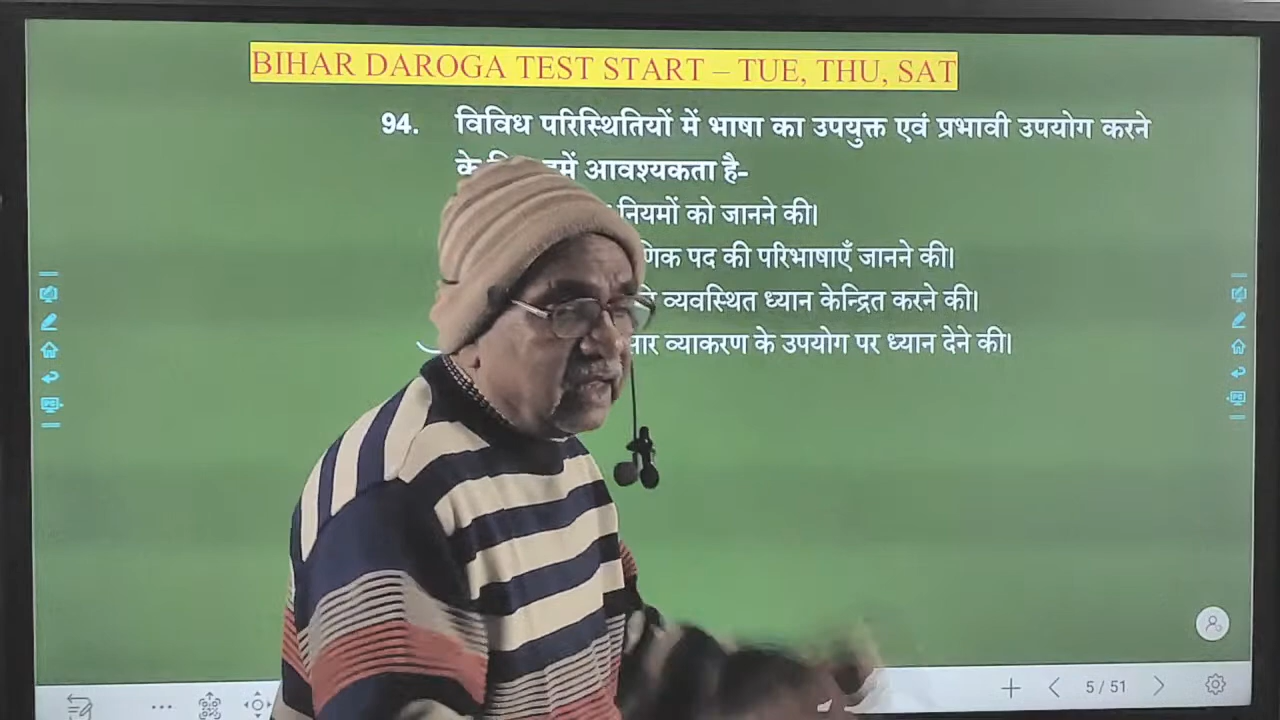 BIHAR DAROGA TEST START – TUE, THU, SAT
94. विविध परिस्थितियों में भाषा का उपयुक्त एवं प्रभावी उपयोग करने
के आवश्यकता है-
नियमों को जानने की।
पद की परिभाषाएँ जानने की।
व्यवस्थित ध्यान केन्द्रित करने की।
व्याकरण के उपयोग पर ध्यान देने की।
5 / 51